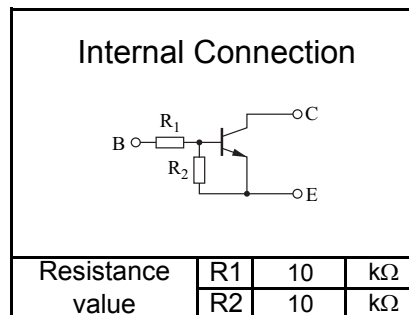 Internal Connection
C
R1
B
R2
E
Resistance value R1 10 kΩ
R2 10 kΩ